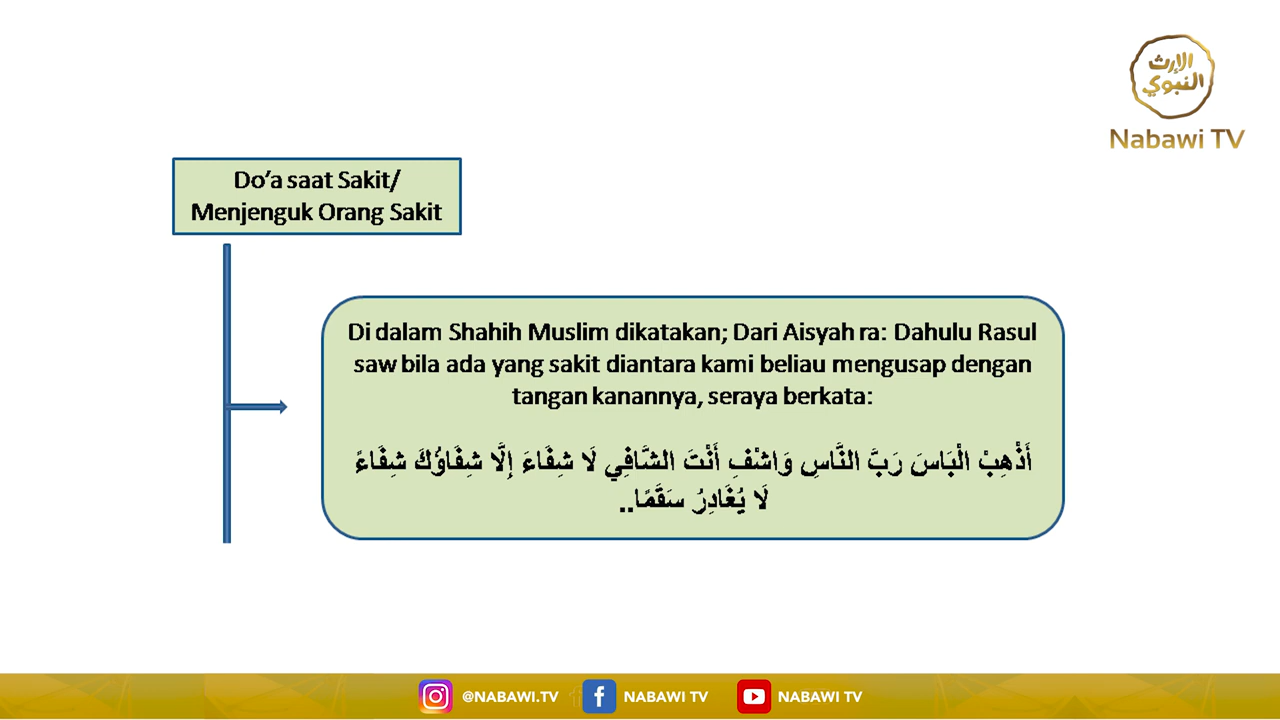 الإرث
النبوي
Nabawi TV
Do'a saat Sakit/
Menjenguk Orang Sakit
Di dalam Shahih Muslim dikatakan; Dari Aisyah ra: Dahulu Rasul
saw bila ada yang sakit diantara kami beliau mengusap dengan
tangan kanannya, seraya berkata:
أَذْهِبْ الْبَاسَ رَبَّ النَّاسِ وَاشْفِ أَنْتَ الشَّافِي لَا شِفَاءَ إِلَّا شِفَاؤُكَ شِفَاءً
لَا يُغَادِرُ سَقَمًا..
@NABAWI.TV NABAWI TV NABAWI TV